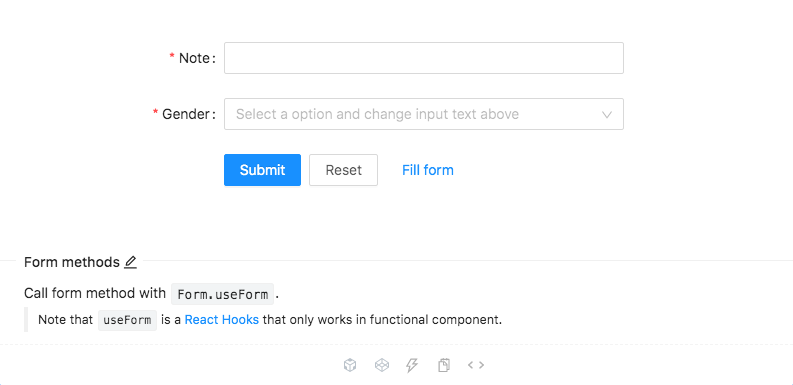 * Note:
* Gender: Select a option and change input text above
Submit Reset Fill form
Form methods
Call form method with Form.useForm.
Note that useForm is a React Hooks that only works in functional component.